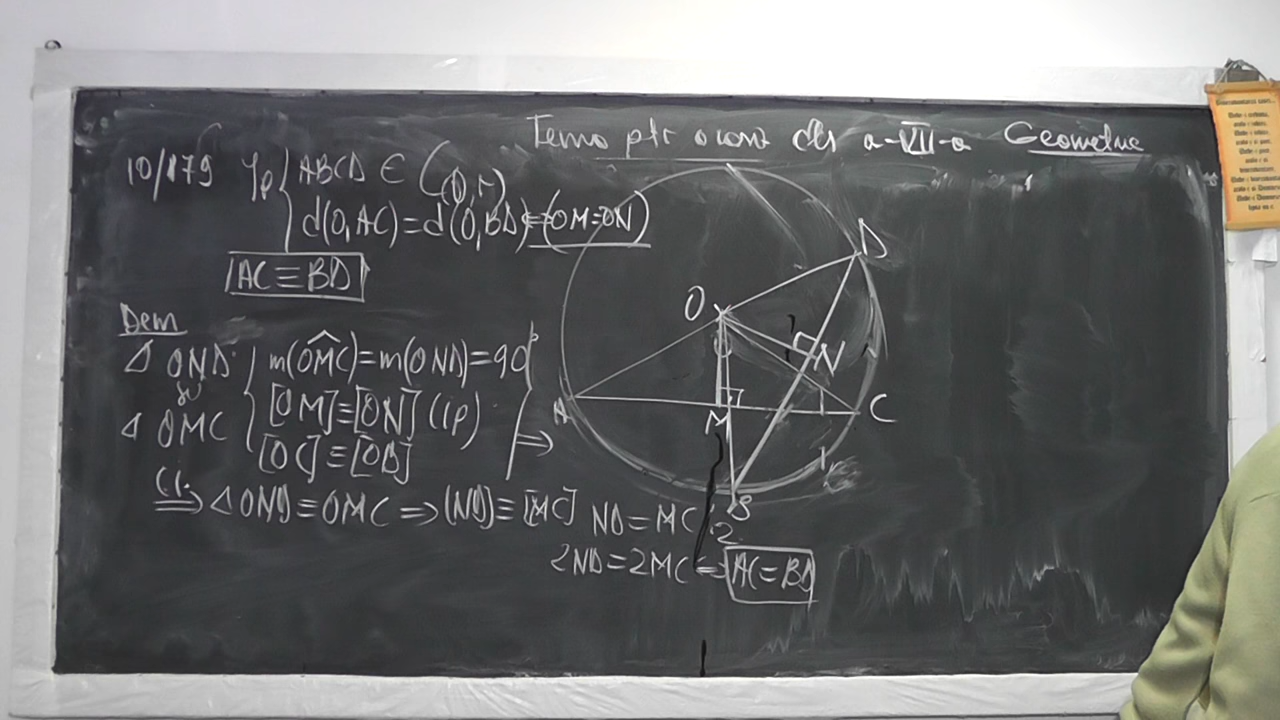 Tema ptr acasă cls a-VII-a Geometrie
10/179 Ip { ABCD ∈ C(O,r)
d(O,AC)=d(O,BD) ⇔ (OM=ON)
AC≡BD
Dem
Δ OND
și
Δ OMC
m(OMC)=m(OND)=90°
[OM]≡[ON] (ip)
[OC]≡[OD]
⇒
C.I.
⇒ Δ OND≡OMC ⇒ [ND]≡[MC] ND=MC |·2
2ND=2MC ⇒ AC=BD
O
D
N
A
M
C
B